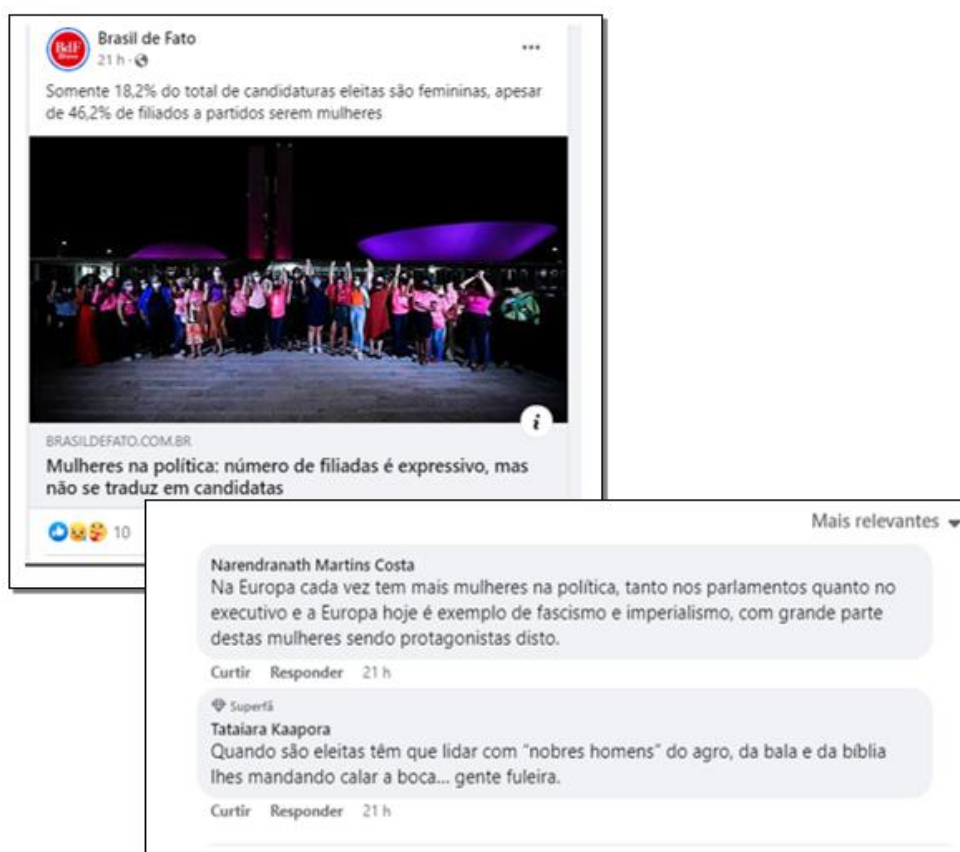 BdF
Brasil de Fato
21 h ·
Somente 18,2% do total de candidaturas eleitas são femininas, apesar
de 46,2% de filiados a partidos serem mulheres
BRASILDEFATO.COM.BR
Mulheres na política: número de filiadas é expressivo, mas
não se traduz em candidatas
10
Mais relevantes
Narendranath Martins Costa
Na Europa cada vez tem mais mulheres na política, tanto nos parlamentos quanto no
executivo e a Europa hoje é exemplo de fascismo e imperialismo, com grande parte
destas mulheres sendo protagonistas disto.
Curtir Responder 21 h
Superfã
Tataiara Kaapora
Quando são eleitas têm que lidar com "nobres homens" do agro, da bala e da bíblia
lhes mandando calar a boca... gente fuleira.
Curtir Responder 21 h